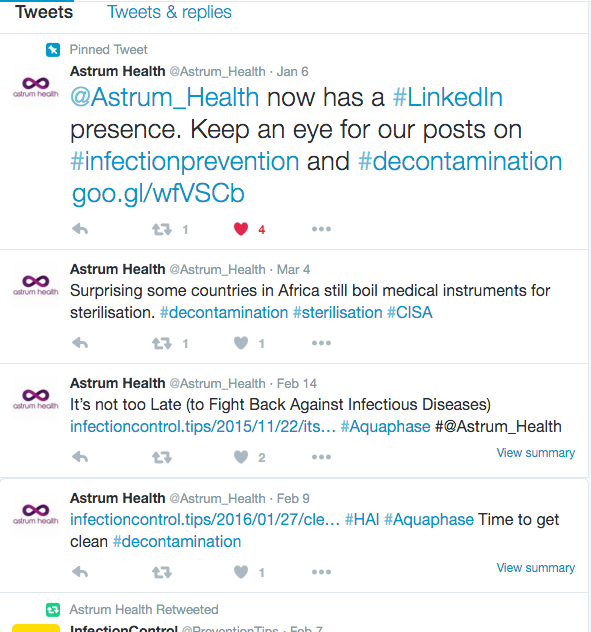 Tweets Tweets & replies
Pinned Tweet
Astrum Health @Astrum_Health · Jan 6
astrum health
@Astrum_Health now has a #LinkedIn
presence. Keep an eye for our posts on
#infectionprevention and #decontamination
goo.gl/wfVSCb
1 4
Astrum Health @Astrum_Health · Mar 4
astrum health
Surprising some countries in Africa still boil medical instruments for
sterilisation. #decontamination #sterilisation #CISA
1 1
Astrum Health @Astrum_Health · Feb 14
astrum health
It's not too Late (to Fight Back Against Infectious Diseases)
infectioncontrol.tips/2015/11/22/its… #Aquaphase #@Astrum_Health
2 View summary
Astrum Health @Astrum_Health · Feb 9
astrum health
infectioncontrol.tips/2016/01/27/cle… #HAI #Aquaphase Time to get
clean #decontamination
1 View summary
Astrum Health Retweeted
InfectionControl @PreventionTips · Feb 7